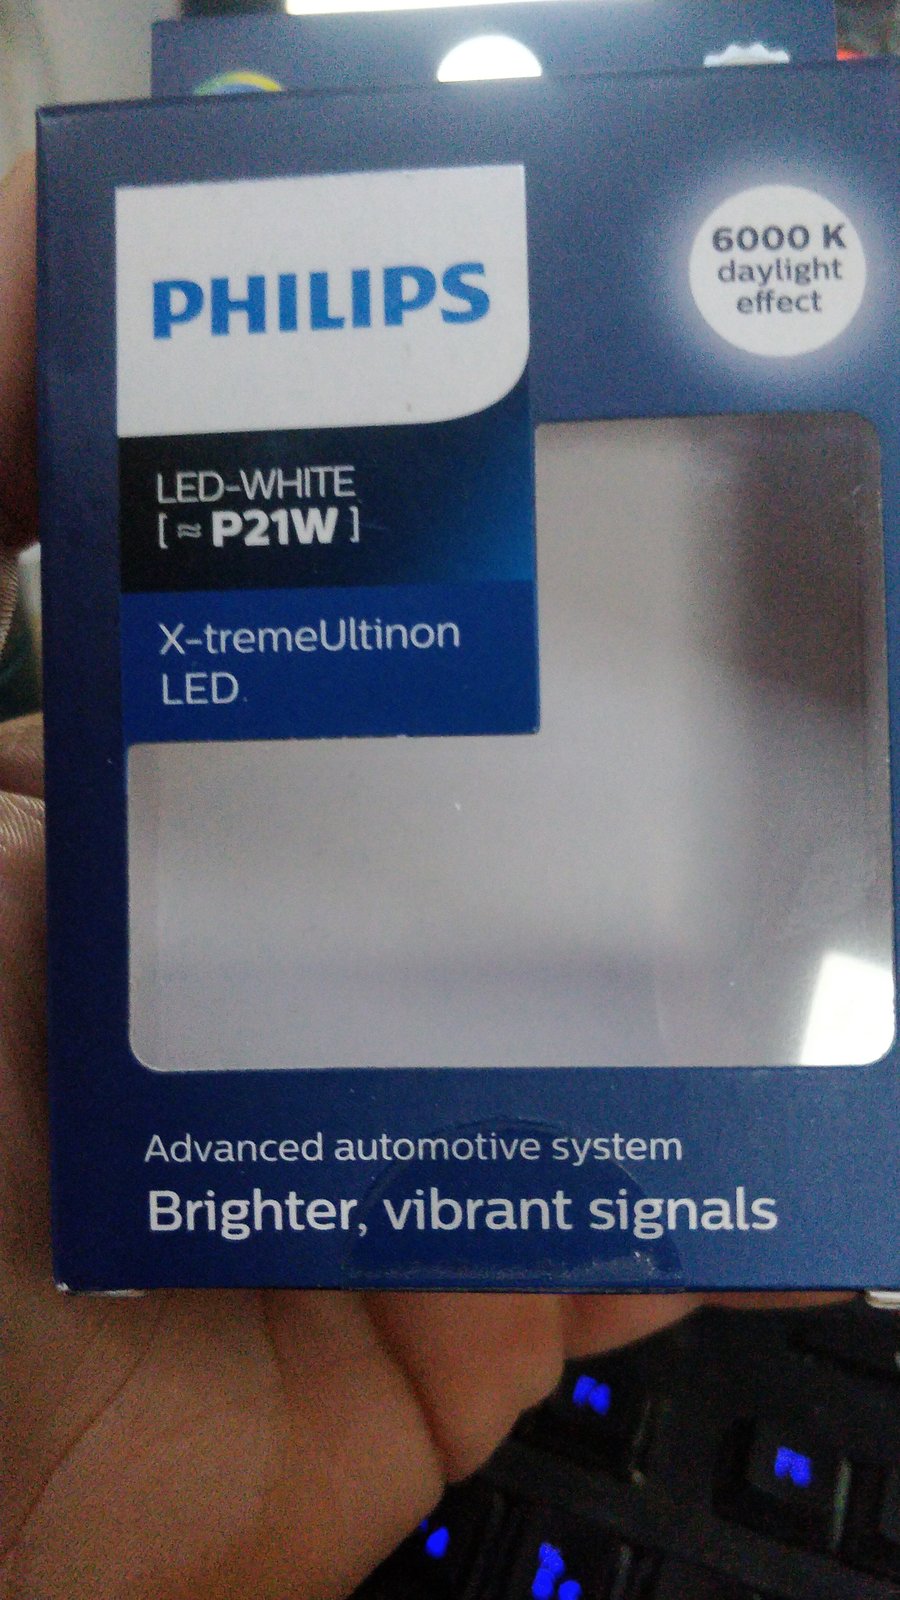 PHILIPS
6000 K
daylight
effect
LED-WHITE
[ ≈ P21W ]
X-tremeUltinon
LED
Advanced automotive system
Brighter, vibrant signals